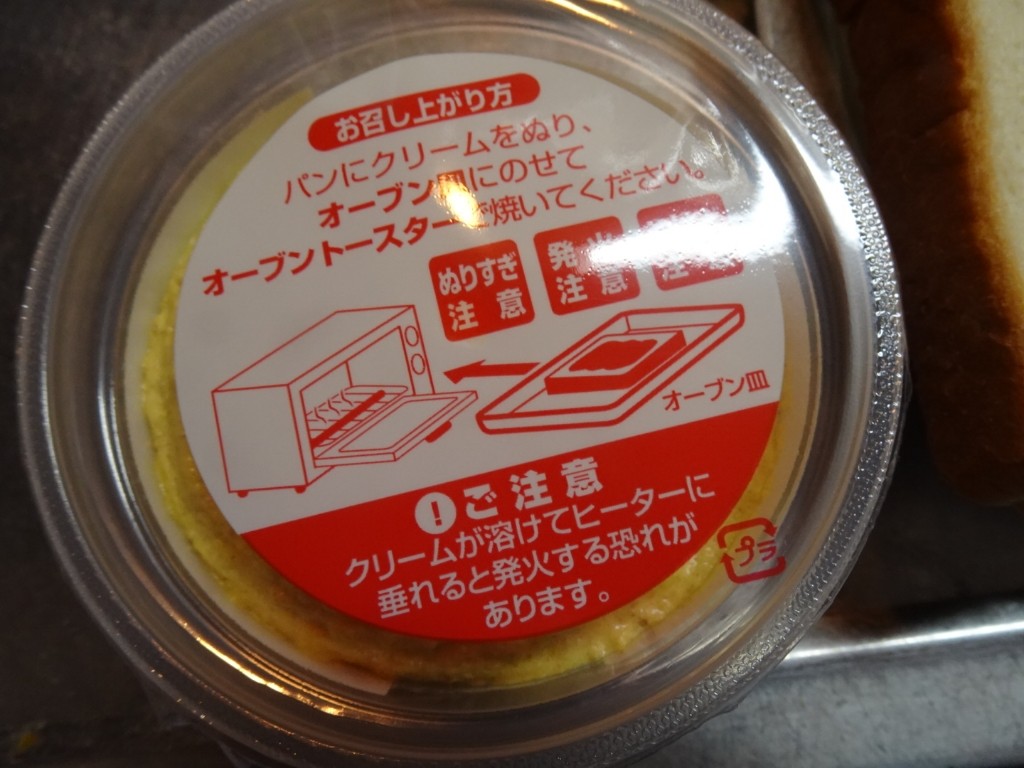 お召し上がり方
パンにクリームをぬり、
オーブン皿にのせて
オーブントースターで焼いてください。
ぬりすぎ
注意
発火
注意
注意
オーブン皿
!ご注意
クリームが溶けてヒーターに
垂れると発火する恐れが
あります。
プラ